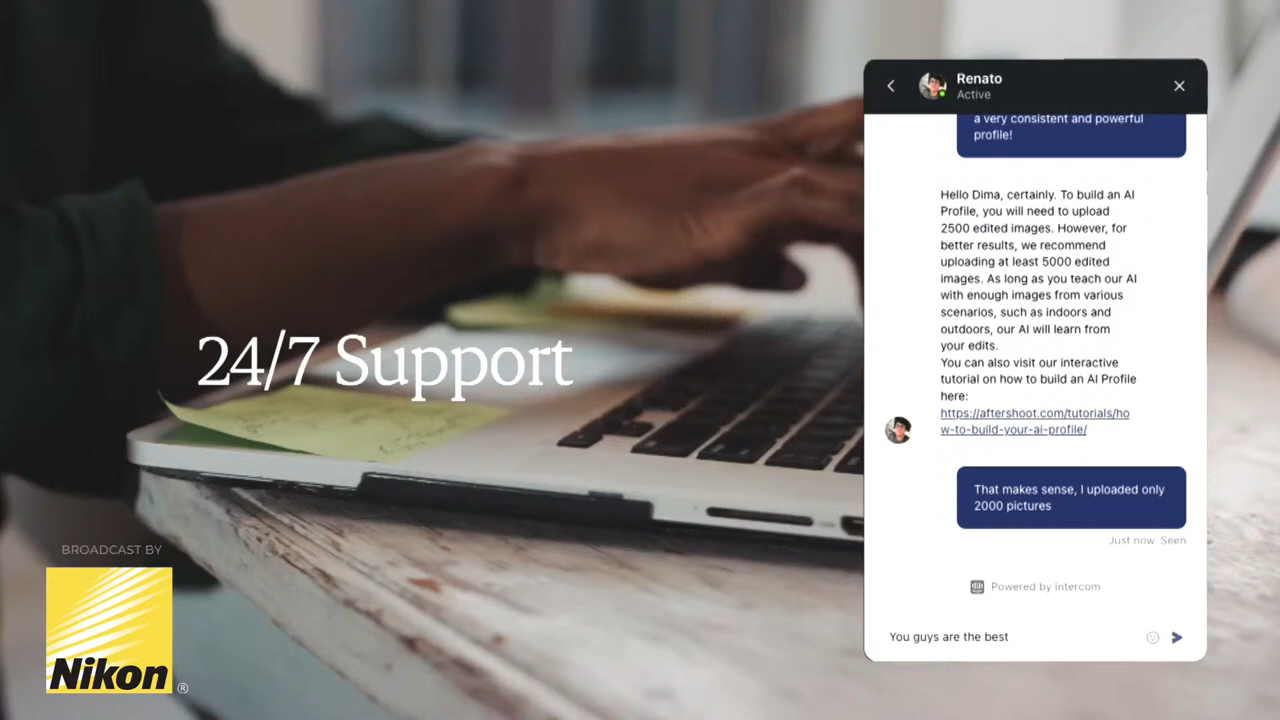 24/7 Support
BROADCAST BY
Nikon
®
Renato
Active
a very consistent and powerful
profile!
Hello Dima, certainly. To build an AI
Profile, you will need to upload
2500 edited images. However, for
better results, we recommend
uploading at least 5000 edited
images. As long as you teach our AI
with enough images from various
scenarios, such as indoors and
outdoors, our AI will learn from
your edits.
You can also visit our interactive
tutorial on how to build an AI Profile
here:
https://aftershoot.com/tutorials/ho
w-to-build-your-ai-profile/
That makes sense, I uploaded only
2000 pictures
Just now. Seen
Powered by Intercom
You guys are the best